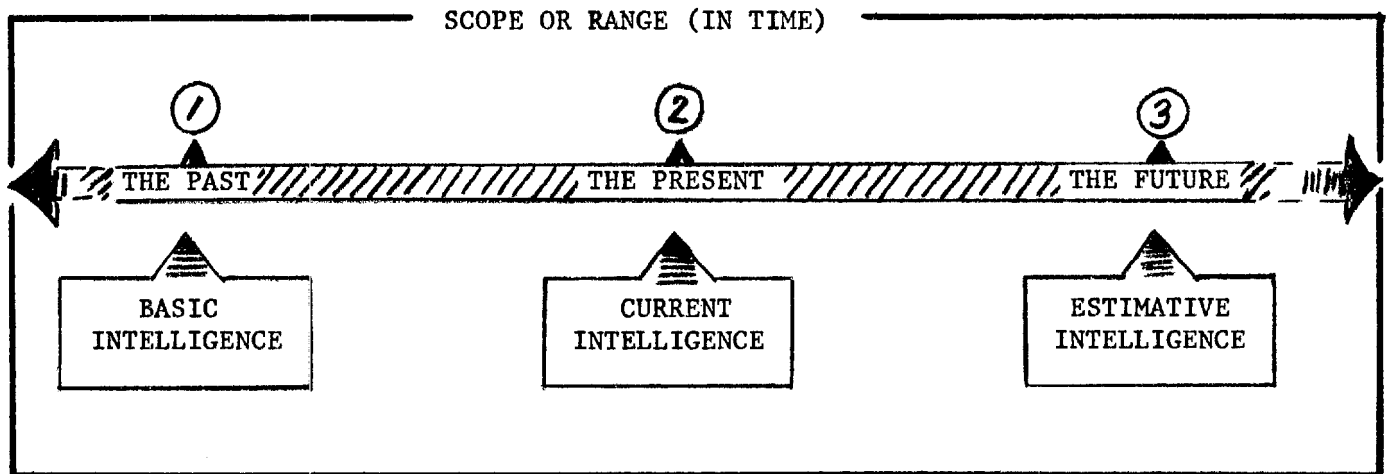 SCOPE OR RANGE (IN TIME)
1 2 3
THE PAST THE PRESENT THE FUTURE
BASIC
INTELLIGENCE
CURRENT
INTELLIGENCE
ESTIMATIVE
INTELLIGENCE